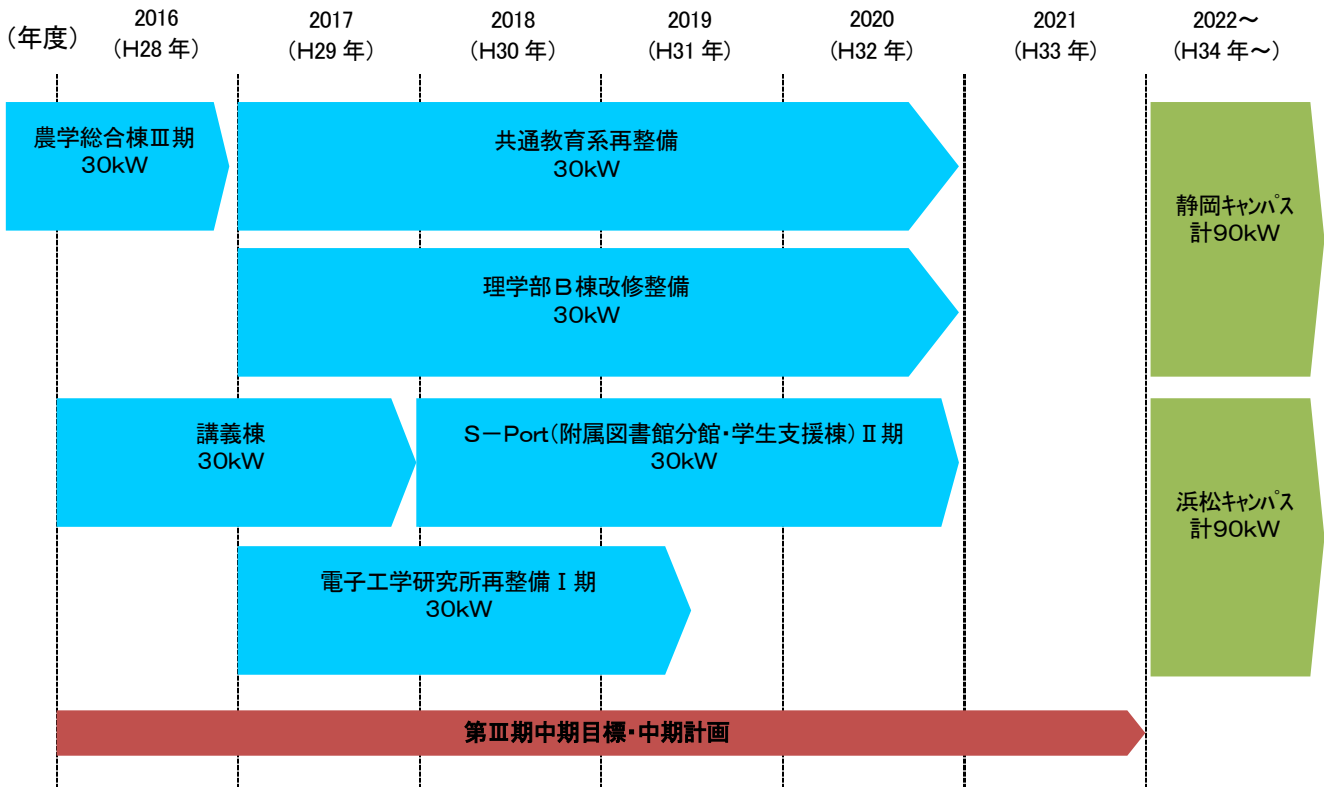 （年度）
2016
（H28 年）
2017
（H29 年）
2018
（H30 年）
2019
（H31 年）
2020
（H32 年）
2021
（H33 年）
2022～
（H34 年～）
農学総合棟Ⅲ期
30kW
共通教育系再整備
30kW
理学部Ｂ棟改修整備
30kW
静岡キャンパス
計90kW
講義棟
30kW
S－Port（附属図書館分館・学生支援棟）Ⅱ期
30kW
電子工学研究所再整備Ⅰ期
30kW
浜松キャンパス
計90kW
第Ⅲ期中期目標・中期計画